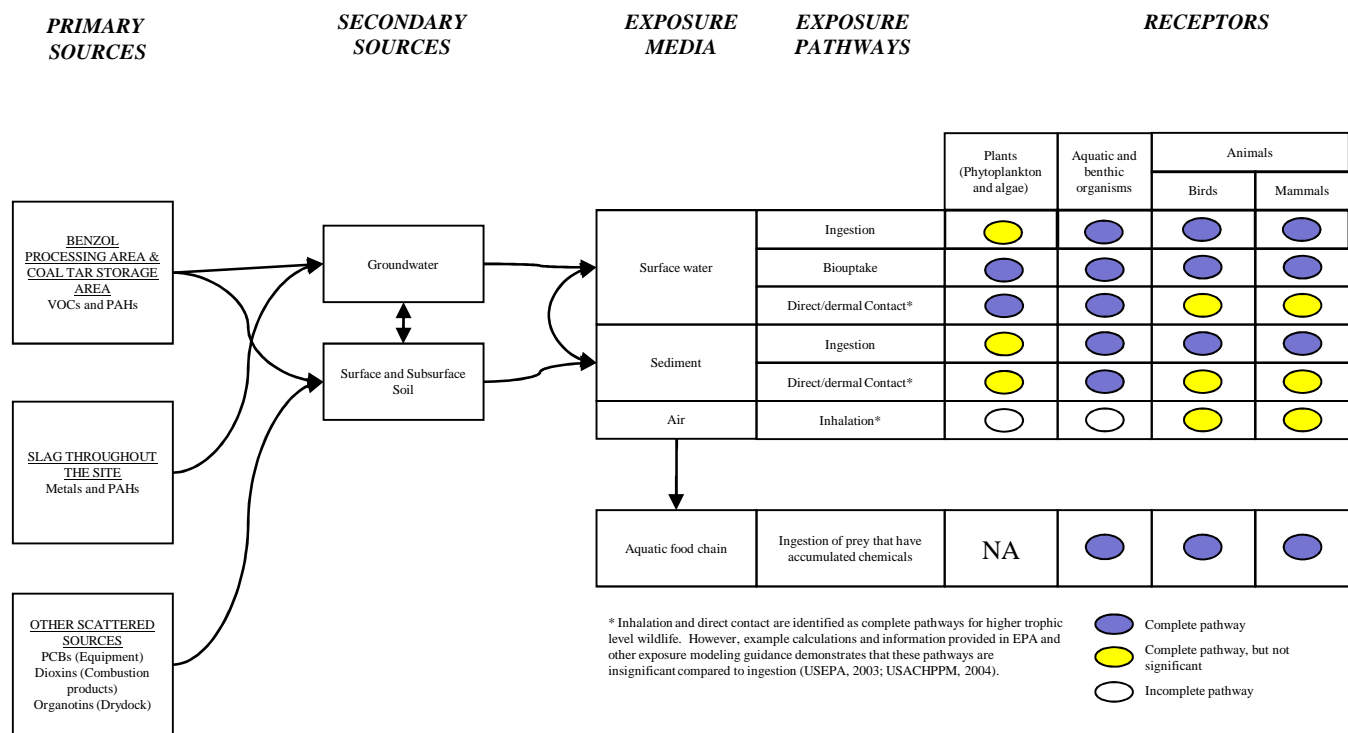 PRIMARY
SOURCES
SECONDARY
SOURCES
EXPOSURE
MEDIA
EXPOSURE
PATHWAYS
RECEPTORS
Plants
(Phytoplankton
and algae)
Aquatic and
benthic
organisms
Animals
Birds
Mammals
BENZOL
PROCESSING AREA &
COAL TAR STORAGE
AREA
VOCs and PAHs
SLAG THROUGHOUT
THE SITE
Metals and PAHs
OTHER SCATTERED
SOURCES
PCBs (Equipment)
Dioxins (Combustion
products)
Organotins (Drydock)
Groundwater
Surface and Subsurface
Soil
Surface water
Ingestion
Biouptake
Direct/dermal Contact*
Sediment
Ingestion
Direct/dermal Contact*
Air
Inhalation*
Aquatic food chain
Ingestion of prey that have
accumulated chemicals
NA
* Inhalation and direct contact are identified as complete pathways for higher trophic
level wildlife. However, example calculations and information provided in EPA and
other exposure modeling guidance demonstrates that these pathways are
insignificant compared to ingestion (USEPA, 2003; USACHPPM, 2004).
Complete pathway
Complete pathway, but not
significant
Incomplete pathway